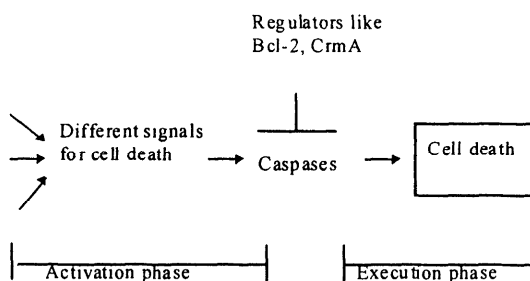 Regulators like
Bcl-2, CrmA
Different signals
for cell death
Caspases
Cell death
Activation phase
Execution phase